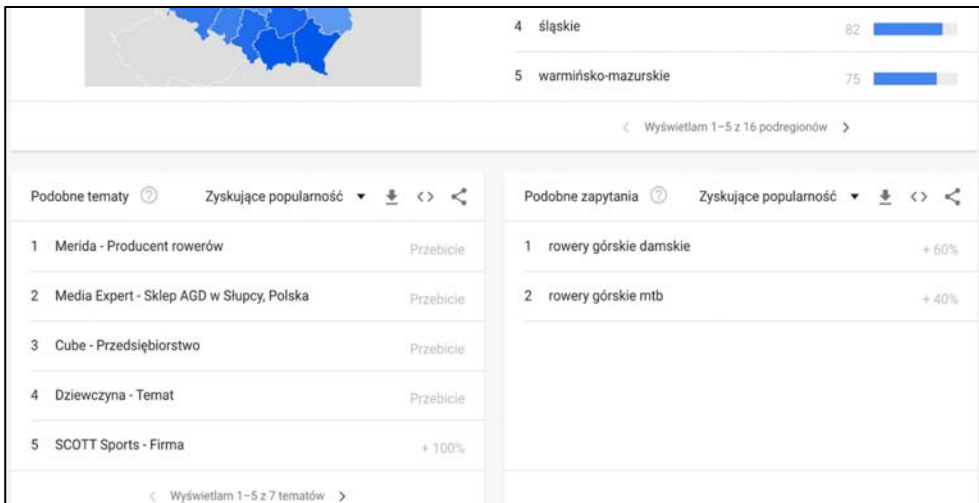 4 śląskie 82
5 warmińsko-mazurskie 75
Wyświetlam 1–5 z 16 podregionów
Podobne tematy Zyskujące popularność
1 Merida - Producent rowerów Przebicie
2 Media Expert - Sklep AGD w Słupcy, Polska Przebicie
3 Cube - Przedsiębiorstwo Przebicie
4 Dziewczyna - Temat Przebicie
5 SCOTT Sports - Firma + 100%
Wyświetlam 1–5 z 7 tematów
Podobne zapytania Zyskujące popularność
1 rowery górskie damskie + 60%
2 rowery górskie mtb + 40%